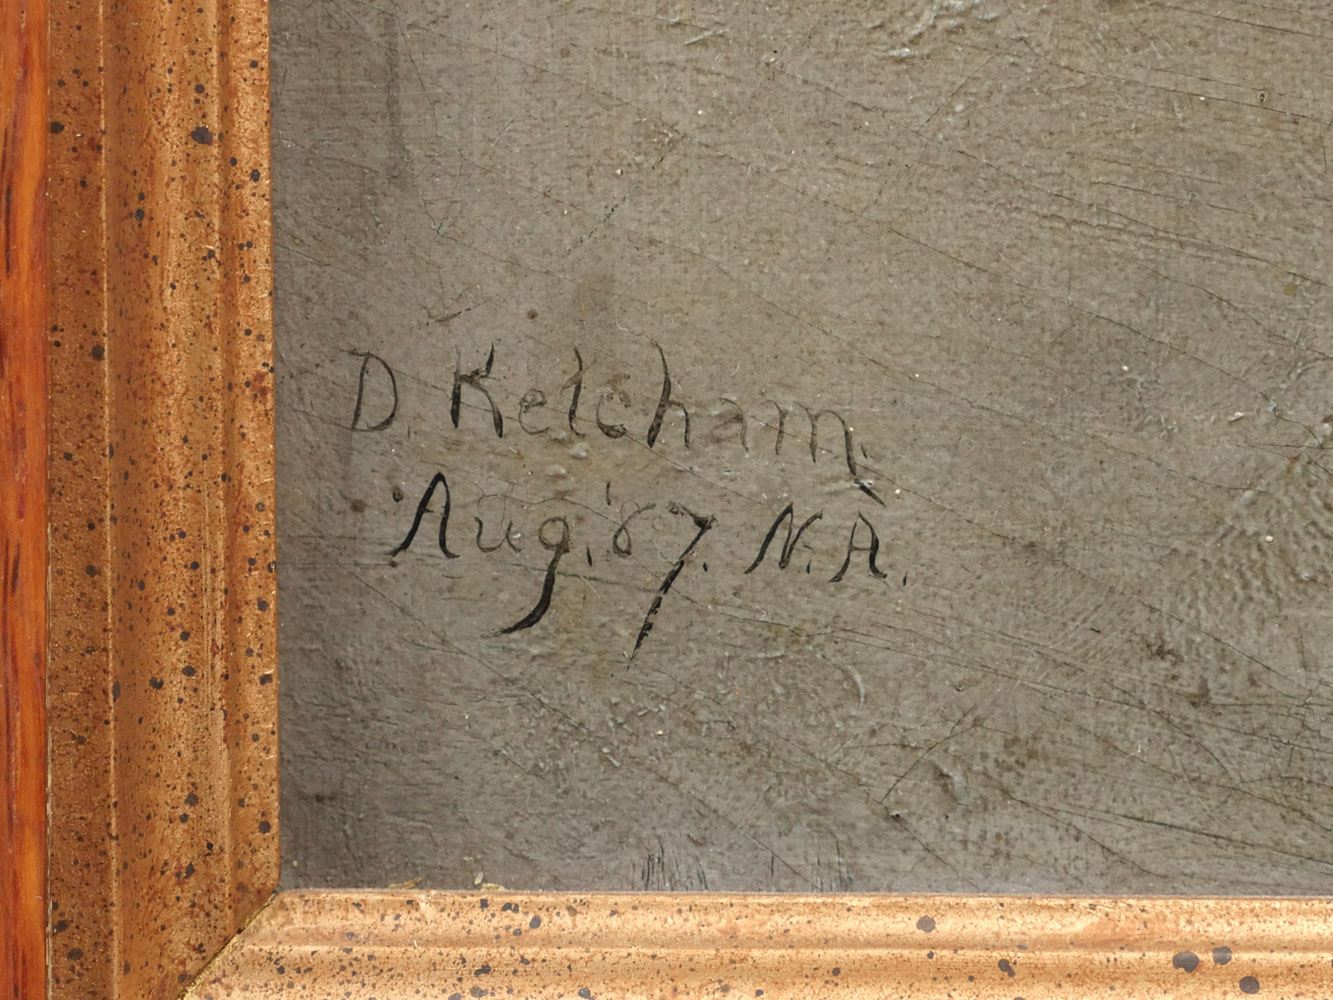 D. Ketcham.
Aug. '87. N. A.